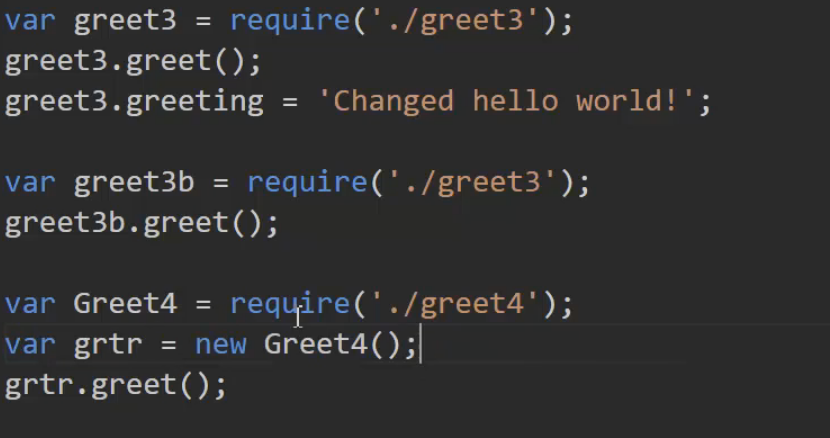 var greet3 = require('./greet3');
greet3.greet();
greet3.greeting = 'Changed hello world!';
var greet3b = require('./greet3');
greet3b.greet();
var Greet4 = require('./greet4');
var grtr = new Greet4();
grtr.greet();